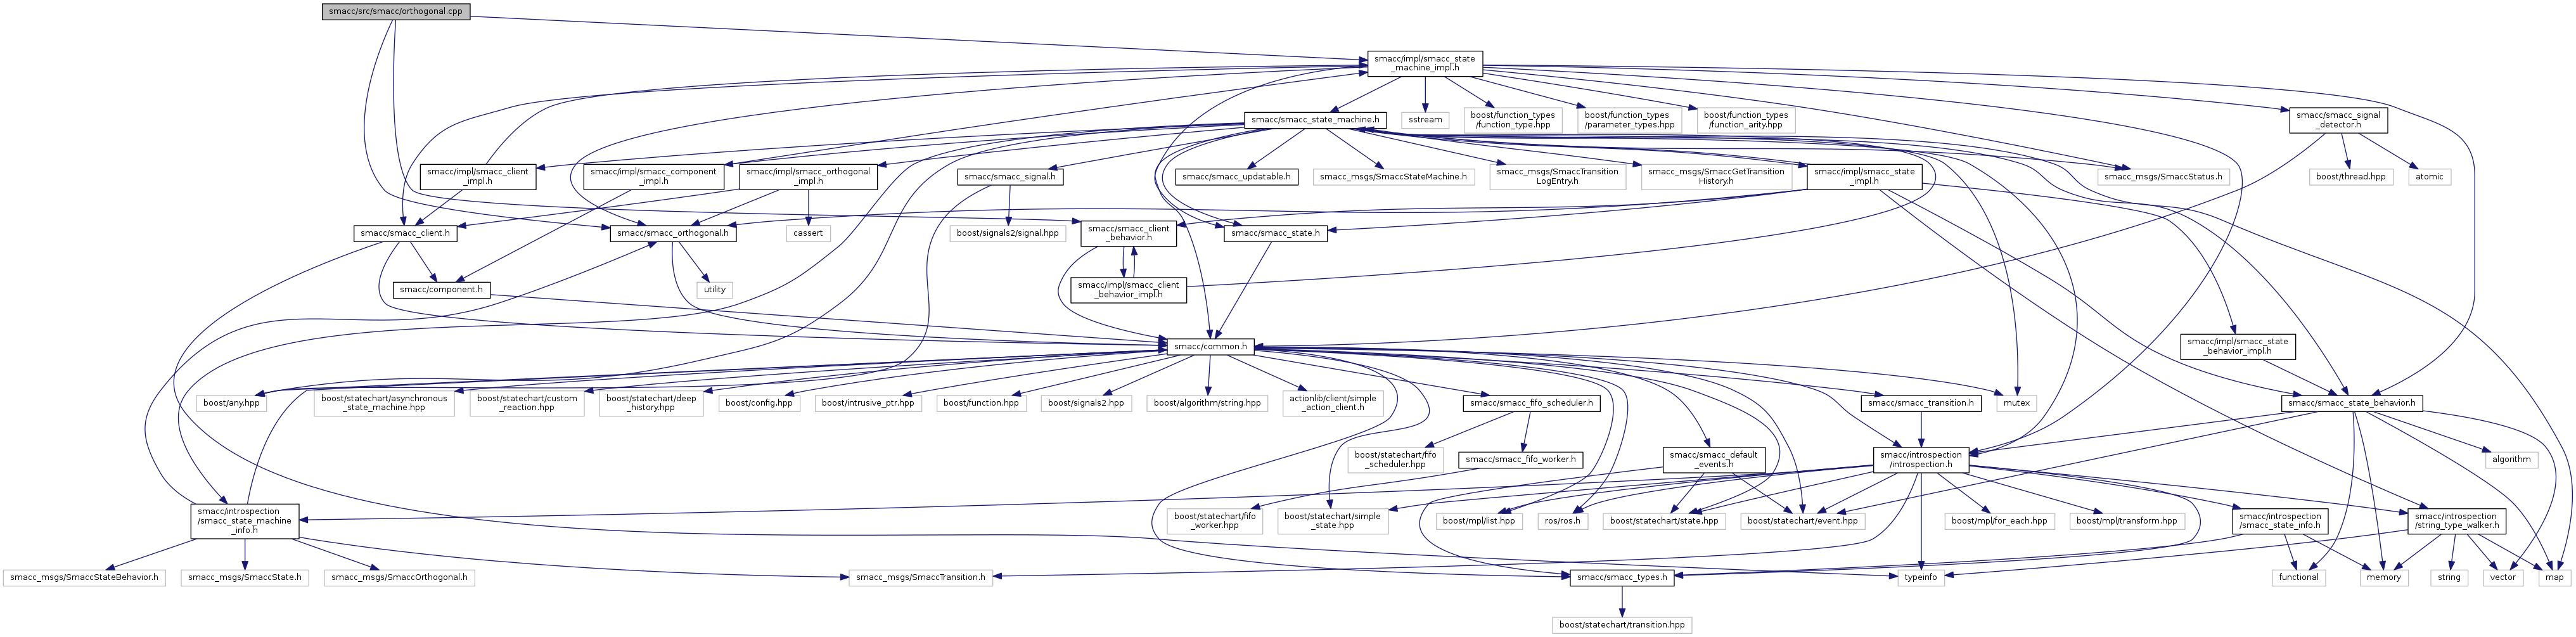 smacc/src/smacc/orthogonal.cpp
smacc/impl/smacc_state
_machine_impl.h
smacc/smacc_state_machine.h
sstream
boost/function_types
/function_type.hpp
boost/function_types
/parameter_types.hpp
boost/function_types
/function_arity.hpp
smacc/smacc_signal
_detector.h
smacc/impl/smacc_client
_impl.h
smacc/impl/smacc_component
_impl.h
smacc/impl/smacc_orthogonal
_impl.h
smacc/smacc_signal.h
smacc/smacc_updatable.h
smacc_msgs/SmaccStateMachine.h
smacc_msgs/SmaccTransition
LogEntry.h
smacc_msgs/SmaccGetTransition
History.h
smacc/impl/smacc_state
_impl.h
smacc_msgs/SmaccStatus.h
boost/thread.hpp
atomic
smacc/smacc_client.h
smacc/smacc_orthogonal.h
cassert
boost/signals2/signal.hpp
smacc/smacc_client
_behavior.h
smacc/smacc_state.h
smacc/component.h
utility
smacc/impl/smacc_client
_behavior_impl.h
smacc/common.h
smacc/impl/smacc_state
_behavior_impl.h
boost/any.hpp
boost/statechart/asynchronous
_state_machine.hpp
boost/statechart/custom
_reaction.hpp
boost/statechart/deep
_history.hpp
boost/config.hpp
boost/intrusive_ptr.hpp
boost/function.hpp
boost/signals2.hpp
boost/algorithm/string.hpp
actionlib/client/simple
_action_client.h
smacc/smacc_fifo_scheduler.h
smacc/smacc_transition.h
mutex
smacc/smacc_state_behavior.h
boost/statechart/fifo
_scheduler.hpp
smacc/smacc_fifo_worker.h
smacc/smacc_default
_events.h
smacc/introspection
/introspection.h
algorithm
smacc/introspection
/smacc_state_machine
_info.h
boost/statechart/fifo
_worker.hpp
boost/statechart/simple
_state.hpp
boost/mpl/list.hpp
ros/ros.h
boost/statechart/state.hpp
boost/statechart/event.hpp
boost/mpl/for_each.hpp
boost/mpl/transform.hpp
smacc/introspection
/smacc_state_info.h
smacc/introspection
/string_type_walker.h
smacc_msgs/SmaccStateBehavior.h
smacc_msgs/SmaccState.h
smacc_msgs/SmaccOrthogonal.h
smacc_msgs/SmaccTransition.h
smacc/smacc_types.h
typeinfo
functional
memory
string
vector
map
boost/statechart/transition.hpp